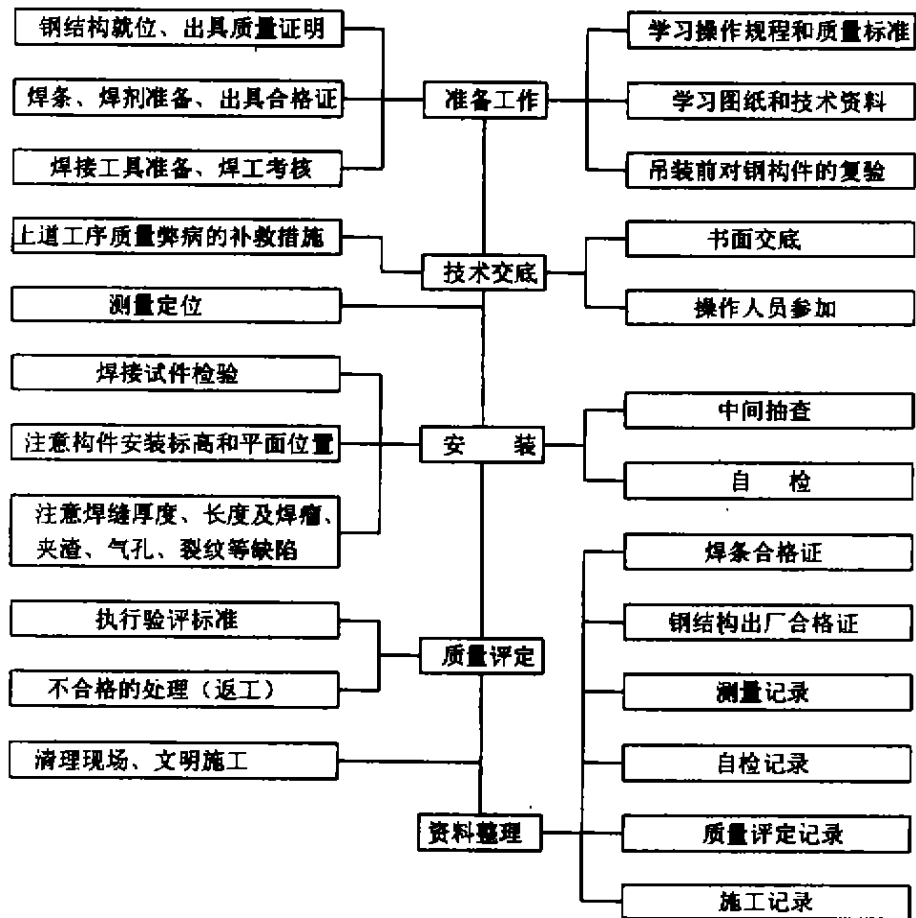 钢结构就位、出具质量证明
学习操作规程和质量标准
焊条、焊剂准备、出具合格证
准备工作
学习图纸和技术资料
焊接工具准备、焊工考核
吊装前对钢构件的复验
上道工序质量弊病的补救措施
书面交底
技术交底
测量定位
操作人员参加
焊接试件检验
中间抽查
注意构件安装标高和平面位置
安 装
自 检
注意焊缝厚度、长度及焊瘤、
夹渣、气孔、裂纹等缺陷
焊条合格证
执行验评标准
钢结构出厂合格证
质量评定
不合格的处理（返工）
测量记录
清理现场、文明施工
自检记录
资料整理
质量评定记录
施工记录